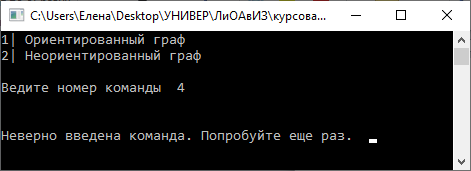 C:\Users\Елена\Desktop\УНИВЕР\ЛиОАвИЗ\курсова...
1| Ориентированный граф
2| Неориентированный граф
Ведите номер команды 4
Неверно введена команда. Попробуйте еще раз.